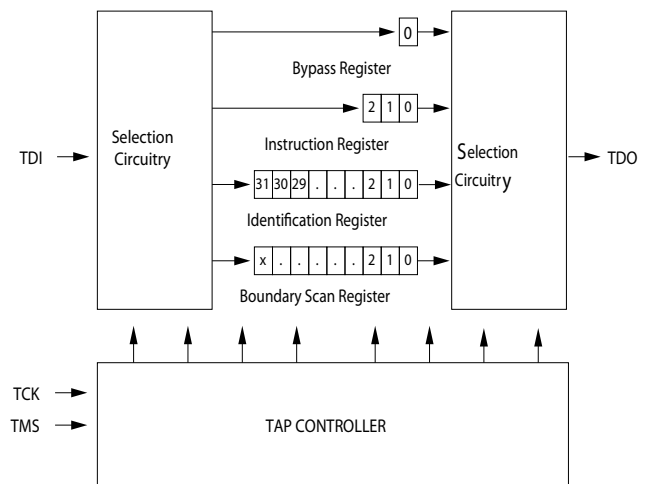 0
Bypass Register
2 1 0
Selection
Circuitry
Instruction Register
Selection
Circuitry
TDI
TDO
31 30 29 . . . 2 1 0
Identification Register
x . . . . . 2 1 0
Boundary Scan Register
TCK
TMS
TAP CONTROLLER